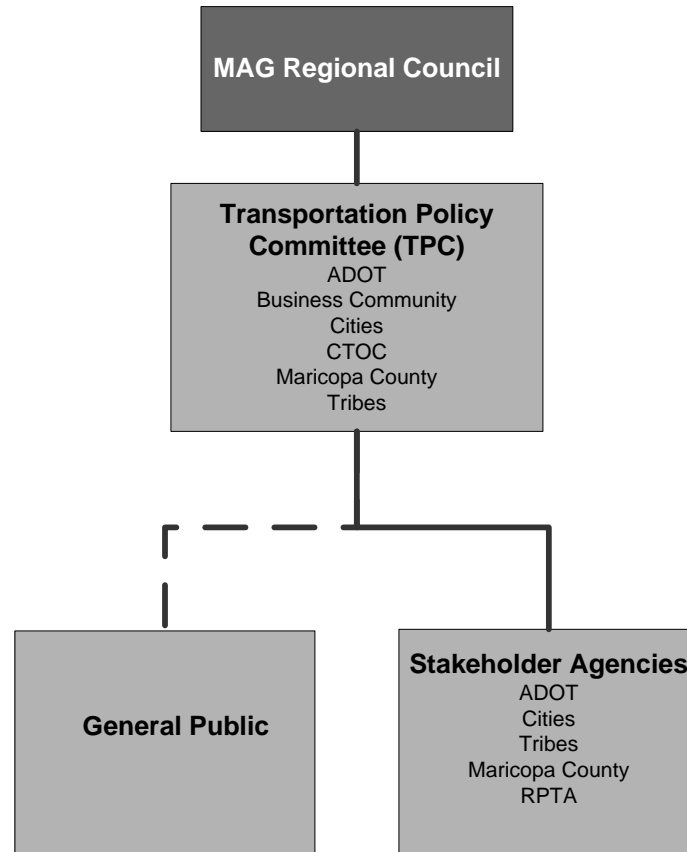 MAG Regional Council
Transportation Policy
Committee (TPC)
ADOT
Business Community
Cities
CTOC
Maricopa County
Tribes
General Public
Stakeholder Agencies
ADOT
Cities
Tribes
Maricopa County
RPTA